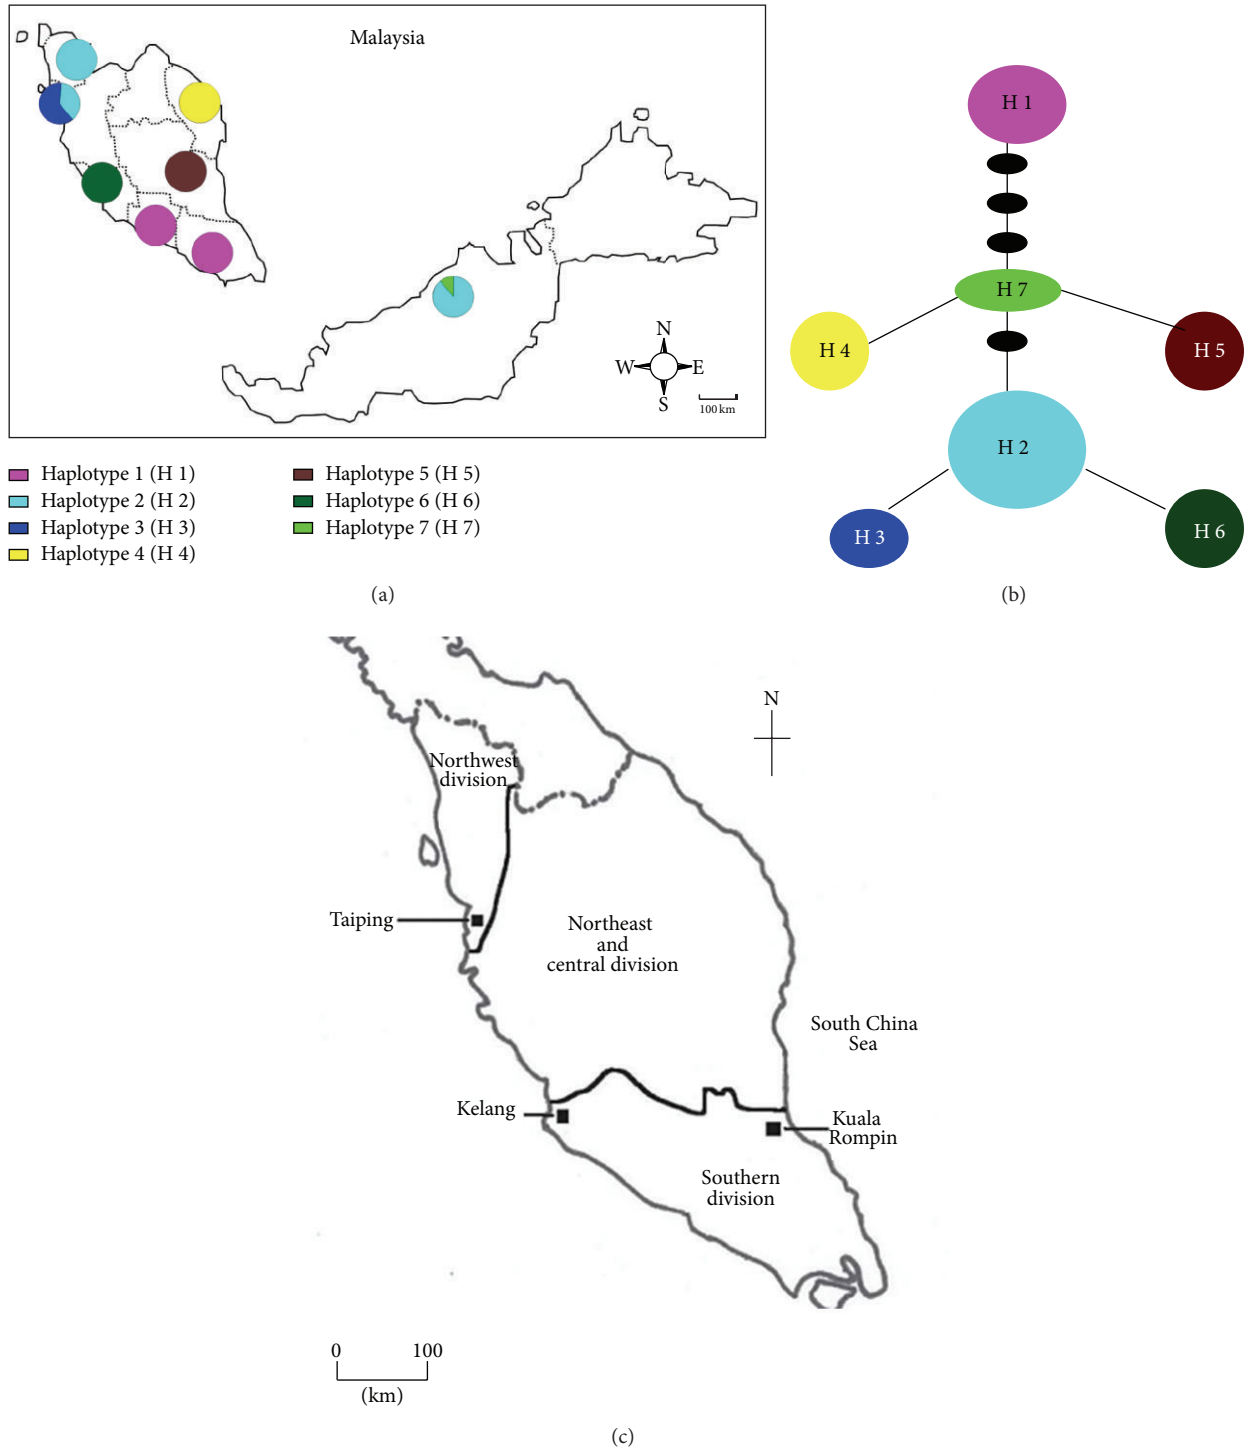 Malaysia
N
W
E
S
100 km
Haplotype 1 (H 1)
Haplotype 2 (H 2)
Haplotype 3 (H 3)
Haplotype 4 (H 4)
Haplotype 5 (H 5)
Haplotype 6 (H 6)
Haplotype 7 (H 7)
(a)
H 1
H 7
H 4
H 5
H 2
H 3
H 6
(b)
N
Northwest
division
Taiping
Northeast
and
central division
South China
Sea
Kelang
Kuala
Rompin
Southern
division
0 100
(km)
(c)